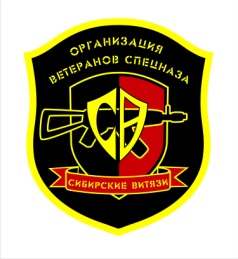 ОРГАНИЗАЦИЯ
ВЕТЕРАНОВ СПЕЦНАЗА
СВ
СИБИРСКИЕ ВИТЯЗИ